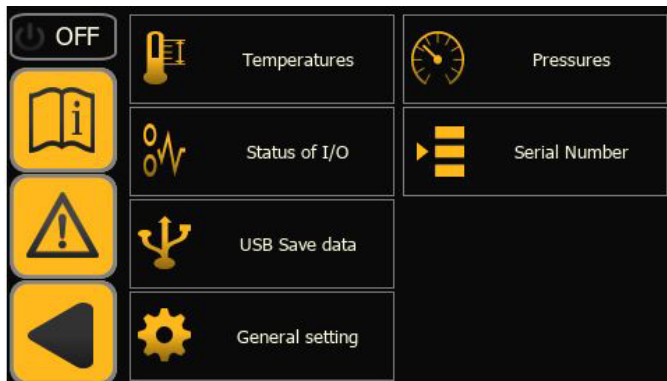 OFF
Temperatures
Pressures
i
Status of I/O
Serial Number
USB Save data
General setting